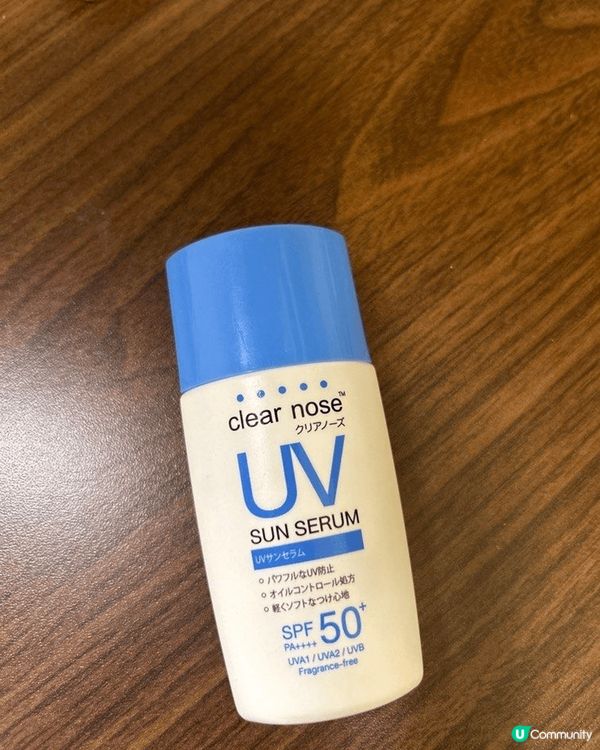 clear nose™
クリアノーズ
UV
SUN SERUM
UVサンセラム
○ パワフルなUV防止
○ オイルコントロール処方
○ 軽くソフトなつけ心地
SPF 50+
PA++++
UVA1 / UVA2 / UVB
Fragrance-free
U Community